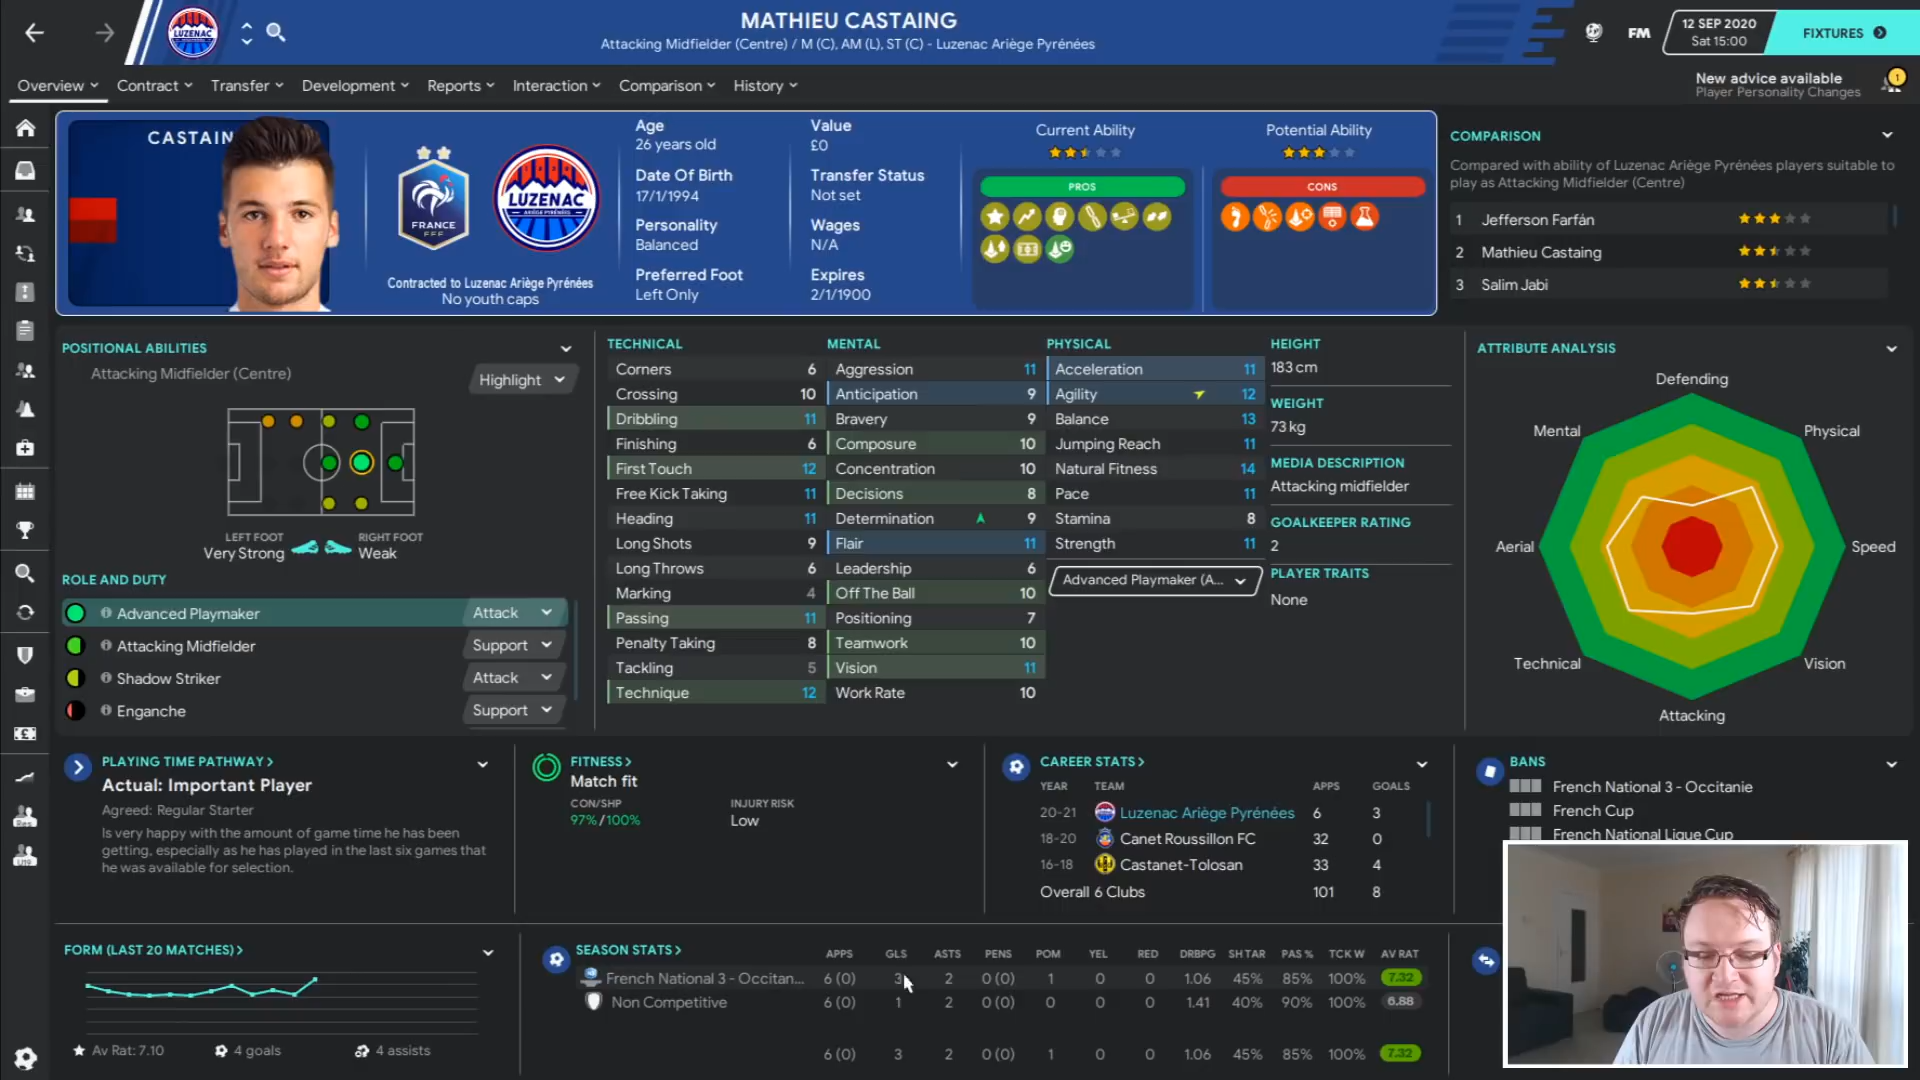 MATHIEU CASTAING
Attacking Midfielder (Centre) / M (C), AM (L), ST (C) - Luzenac Ariège Pyrénées
FM
12 SEP 2020
Sat 15:00
FIXTURES
Overview
Contract
Transfer
Development
Reports
Interaction
Comparison
History
New advice available
Player Personality Changes
1
CASTAIN
FRANCE
FFF
LUZENAC
ARIÈGE PYRÉNÉES
Contracted to Luzenac Ariège Pyrénées
No youth caps
Age
26 years old
Date Of Birth
17/1/1994
Personality
Balanced
Preferred Foot
Left Only
Value
£0
Transfer Status
Not set
Wages
N/A
Expires
2/1/1900
Current Ability
PROS
Potential Ability
CONS
COMPARISON
Compared with ability of Luzenac Ariège Pyrénées players suitable to
play as Attacking Midfielder (Centre)
1 Jefferson Farfán
2 Mathieu Castaing
3 Salim Jabi
POSITIONAL ABILITIES
Attacking Midfielder (Centre)
Highlight
LEFT FOOT
Very Strong
RIGHT FOOT
Weak
ROLE AND DUTY
Advanced Playmaker Attack
Attacking Midfielder Support
Shadow Striker Attack
Enganche Support
TECHNICAL
Corners 6
Crossing 10
Dribbling 11
Finishing 6
First Touch 12
Free Kick Taking 11
Heading 11
Long Shots 9
Long Throws 6
Marking 4
Passing 11
Penalty Taking 8
Tackling 5
Technique 12
MENTAL
Aggression 11
Anticipation 9
Bravery 9
Composure 10
Concentration 10
Decisions 8
Determination 9
Flair 11
Leadership 6
Off The Ball 10
Positioning 7
Teamwork 10
Vision 11
Work Rate 10
PHYSICAL
Acceleration 11
Agility 12
Balance 13
Jumping Reach 11
Natural Fitness 14
Pace 11
Stamina 8
Strength 11
Advanced Playmaker (A...
HEIGHT
183 cm
WEIGHT
73 kg
MEDIA DESCRIPTION
Attacking midfielder
GOALKEEPER RATING
2
PLAYER TRAITS
None
ATTRIBUTE ANALYSIS
Defending
Mental
Physical
Aerial
Speed
Technical
Vision
Attacking
PLAYING TIME PATHWAY >
Actual: Important Player
Agreed: Regular Starter
Is very happy with the amount of game time he has been
getting, especially as he has played in the last six games that
he was available for selection.
FITNESS >
Match fit
CON/SHP
97% / 100%
INJURY RISK
Low
CAREER STATS >
YEAR TEAM APPS GOALS
20-21 Luzenac Ariège Pyrénées 6 3
18-20 Canet Roussillon FC 32 0
16-18 Castanet-Tolosan 33 4
Overall 6 Clubs 101 8
BANS
French National 3 - Occitanie
French Cup
French National Ligue Cup
FORM (LAST 20 MATCHES) >
Av Rat: 7.10
4 goals
4 assists
SEASON STATS > APPS GLS ASTS PENS POM YEL RED DRBPG SH TAR PAS % TCK W AV RAT
French National 3 - Occitan... 6 (0) 3 2 0 (0) 1 0 0 1.06 45% 85% 100% 7.32
Non Competitive 6 (0) 1 2 0 (0) 0 0 0 1.41 40% 90% 100% 6.88
6 (0) 3 2 0 (0) 1 0 0 1.06 45% 85% 100% 7.32